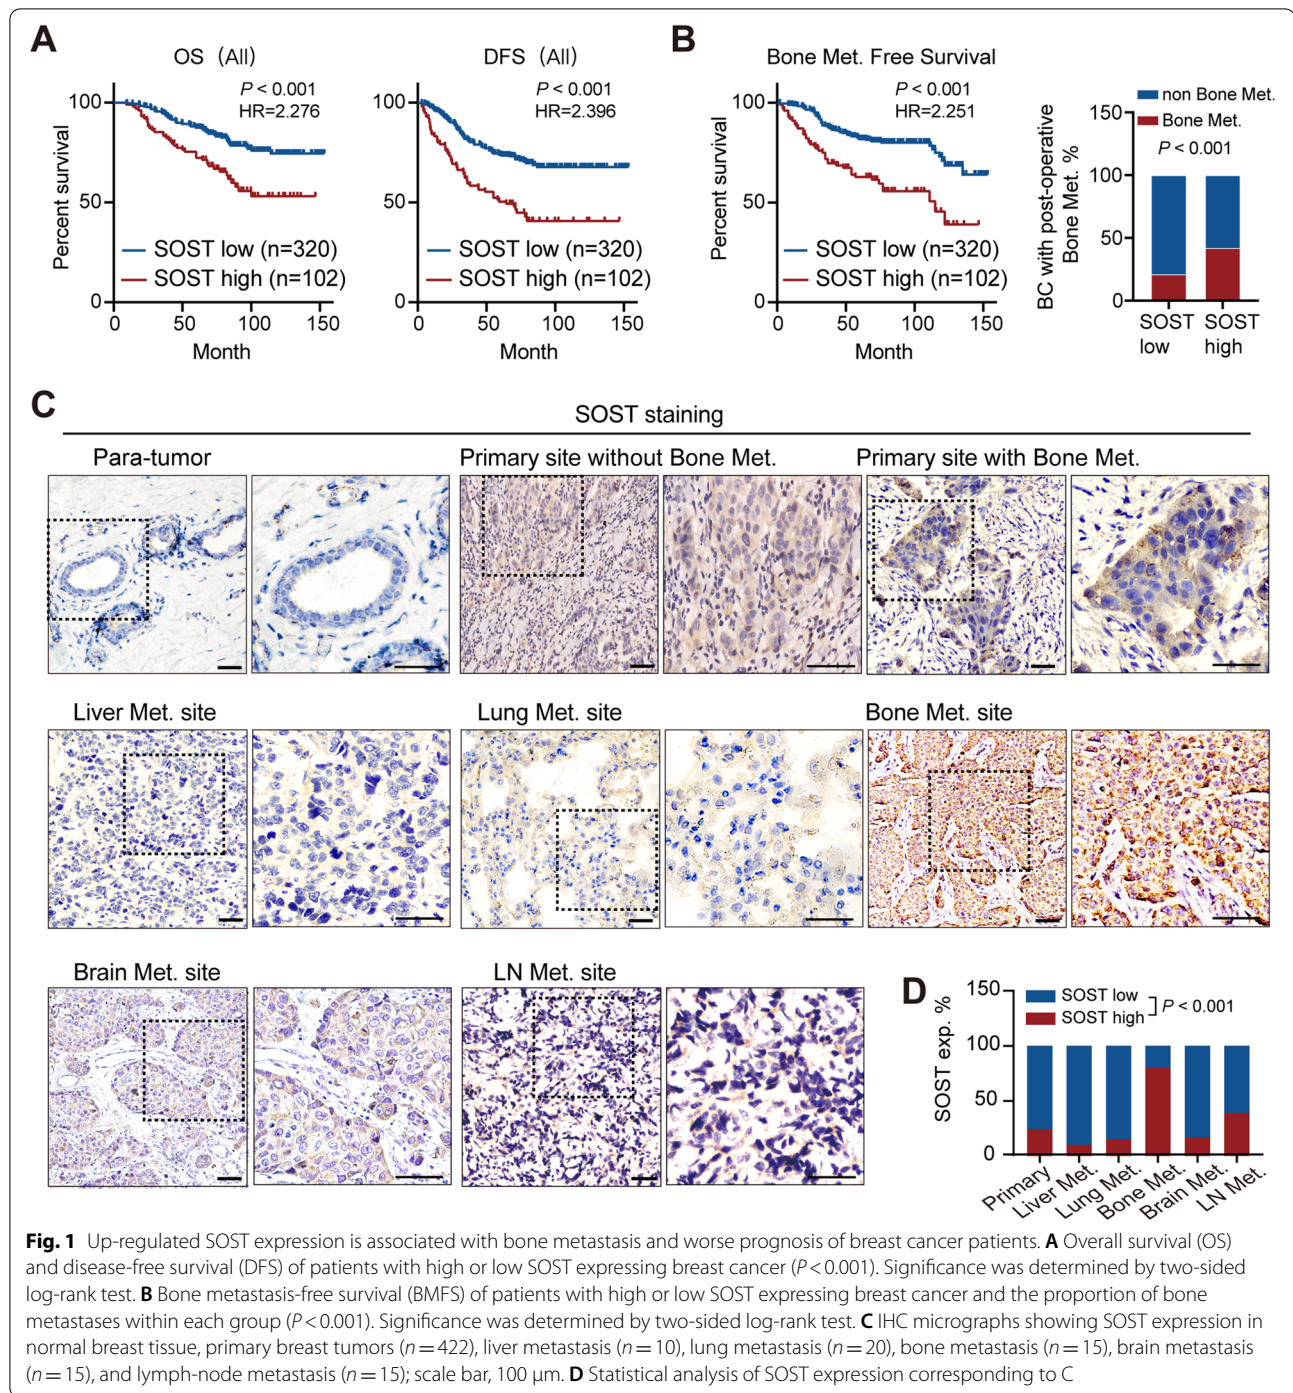 A
OS (All)
P < 0.001
HR=2.276
Percent survival
100
50
0
SOST low (n=320)
SOST high (n=102)
0 50 100 150
Month
DFS (All)
P < 0.001
HR=2.396
100
50
0
SOST low (n=320)
SOST high (n=102)
0 50 100 150
Month
B
Bone Met. Free Survival
P < 0.001
HR=2.251
Percent survival
100
50
0
SOST low (n=320)
SOST high (n=102)
0 50 100 150
Month
non Bone Met.
Bone Met.
P < 0.001
BC with post-operative
Bone Met. %
150
100
50
0
SOST low
SOST high
C
SOST staining
Para-tumor
Primary site without Bone Met.
Primary site with Bone Met.
Liver Met. site
Lung Met. site
Bone Met. site
Brain Met. site
LN Met. site
D
SOST low
SOST high
P < 0.001
SOST exp. %
150
100
50
0
Primary
Liver Met.
Lung Met.
Bone Met.
Brain Met.
LN Met.
Fig. 1 Up-regulated SOST expression is associated with bone metastasis and worse prognosis of breast cancer patients. A Overall survival (OS)
and disease-free survival (DFS) of patients with high or low SOST expressing breast cancer (P < 0.001). Significance was determined by two-sided
log-rank test. B Bone metastasis-free survival (BMFS) of patients with high or low SOST expressing breast cancer and the proportion of bone
metastases within each group (P < 0.001). Significance was determined by two-sided log-rank test. C IHC micrographs showing SOST expression in
normal breast tissue, primary breast tumors (n = 422), liver metastasis (n = 10), lung metastasis (n = 20), bone metastasis (n = 15), brain metastasis
(n = 15), and lymph-node metastasis (n = 15); scale bar, 100 μm. D Statistical analysis of SOST expression corresponding to C